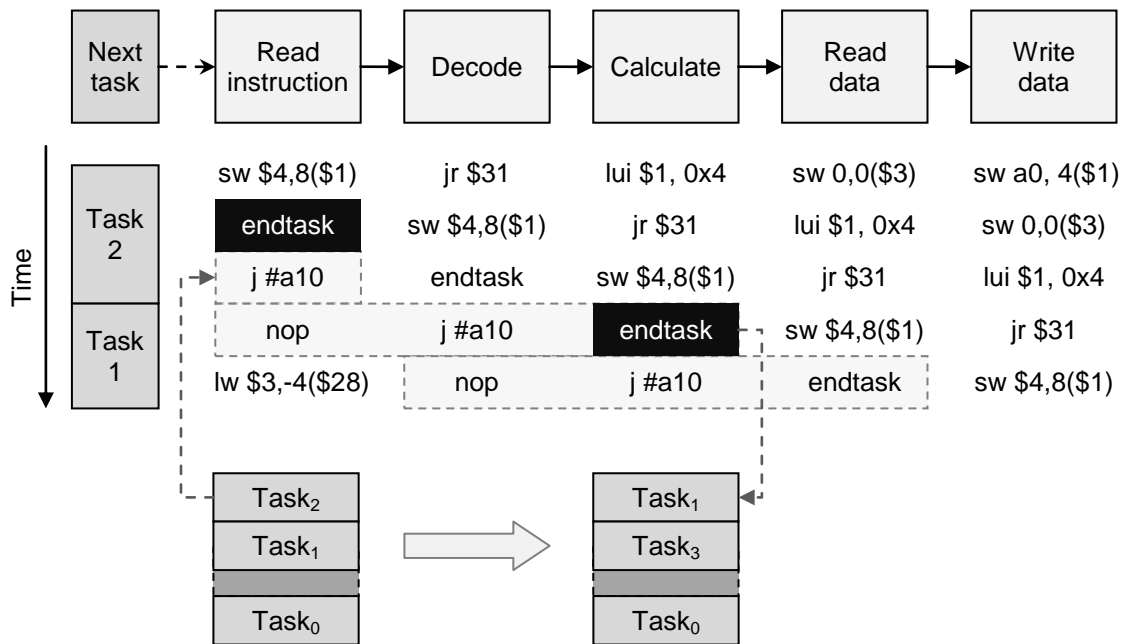 Next
task
Read
instruction
Decode
Calculate
Read
data
Write
data
Time
Task
2
Task
1
sw $4,8($1) jr $31 lui $1, 0x4 sw 0,0($3) sw a0, 4($1)
endtask sw $4,8($1) jr $31 lui $1, 0x4 sw 0,0($3)
j #a10 endtask sw $4,8($1) jr $31 lui $1, 0x4
nop j #a10 endtask sw $4,8($1) jr $31
lw $3,-4($28) nop j #a10 endtask sw $4,8($1)
Task₂
Task₁
Task₀
Task₁
Task₃
Task₀